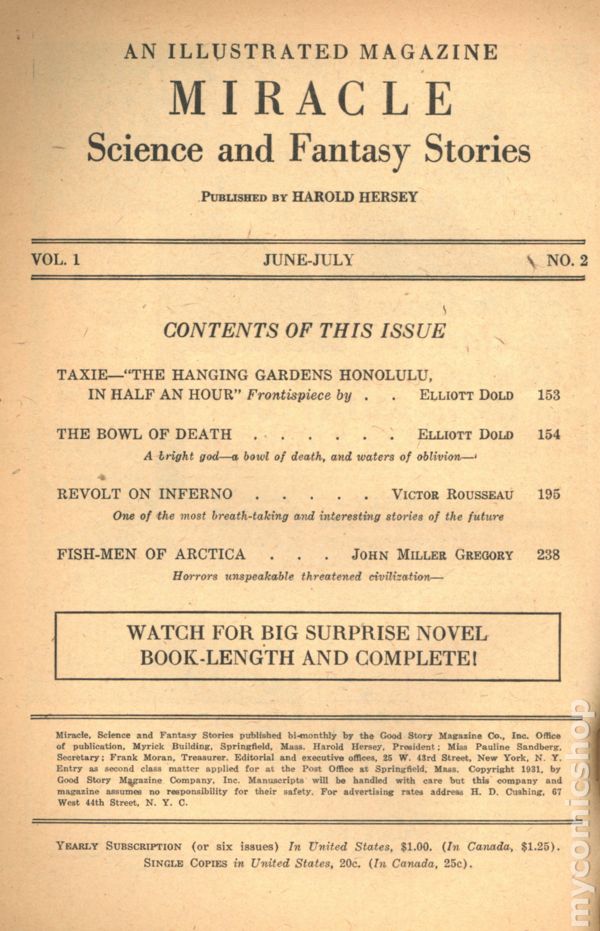 AN ILLUSTRATED MAGAZINE
MIRACLE
Science and Fantasy Stories
PUBLISHED BY HAROLD HERSEY
VOL. 1 JUNE-JULY NO. 2
CONTENTS OF THIS ISSUE
TAXIE—"THE HANGING GARDENS HONOLULU,
IN HALF AN HOUR" Frontispiece by . . ELLIOTT DOLD 153
THE BOWL OF DEATH . . . . . . ELLIOTT DOLD 154
A bright god—a bowl of death, and waters of oblivion—
REVOLT ON INFERNO . . . . . VICTOR ROUSSEAU 195
One of the most breath-taking and interesting stories of the future
FISH-MEN OF ARCTICA . . . JOHN MILLER GREGORY 238
Horrors unspeakable threatened civilization—
WATCH FOR BIG SURPRISE NOVEL
BOOK-LENGTH AND COMPLETE!
Miracle, Science and Fantasy Stories published bi-monthly by the Good Story Magazine Co., Inc. Office
of publication, Myrick Building, Springfield, Mass. Harold Hersey, President; Miss Pauline Sandberg,
Secretary; Frank Moran, Treasurer. Editorial and executive offices, 25 W. 43rd Street, New York, N. Y.
Entry as second class matter applied for at the Post Office at Springfield, Mass. Copyright 1931, by
Good Story Magazine Company, Inc. Manuscripts will be handled with care but this company and
magazine assumes no responsibility for their safety. For advertising rates address H. D. Cushing, 67
West 44th Street, N. Y. C.
YEARLY SUBSCRIPTION (or six issues) In United States, $1.00. (In Canada, $1.25).
SINGLE COPIES in United States, 20c. (In Canada, 25c).
mycomicshop